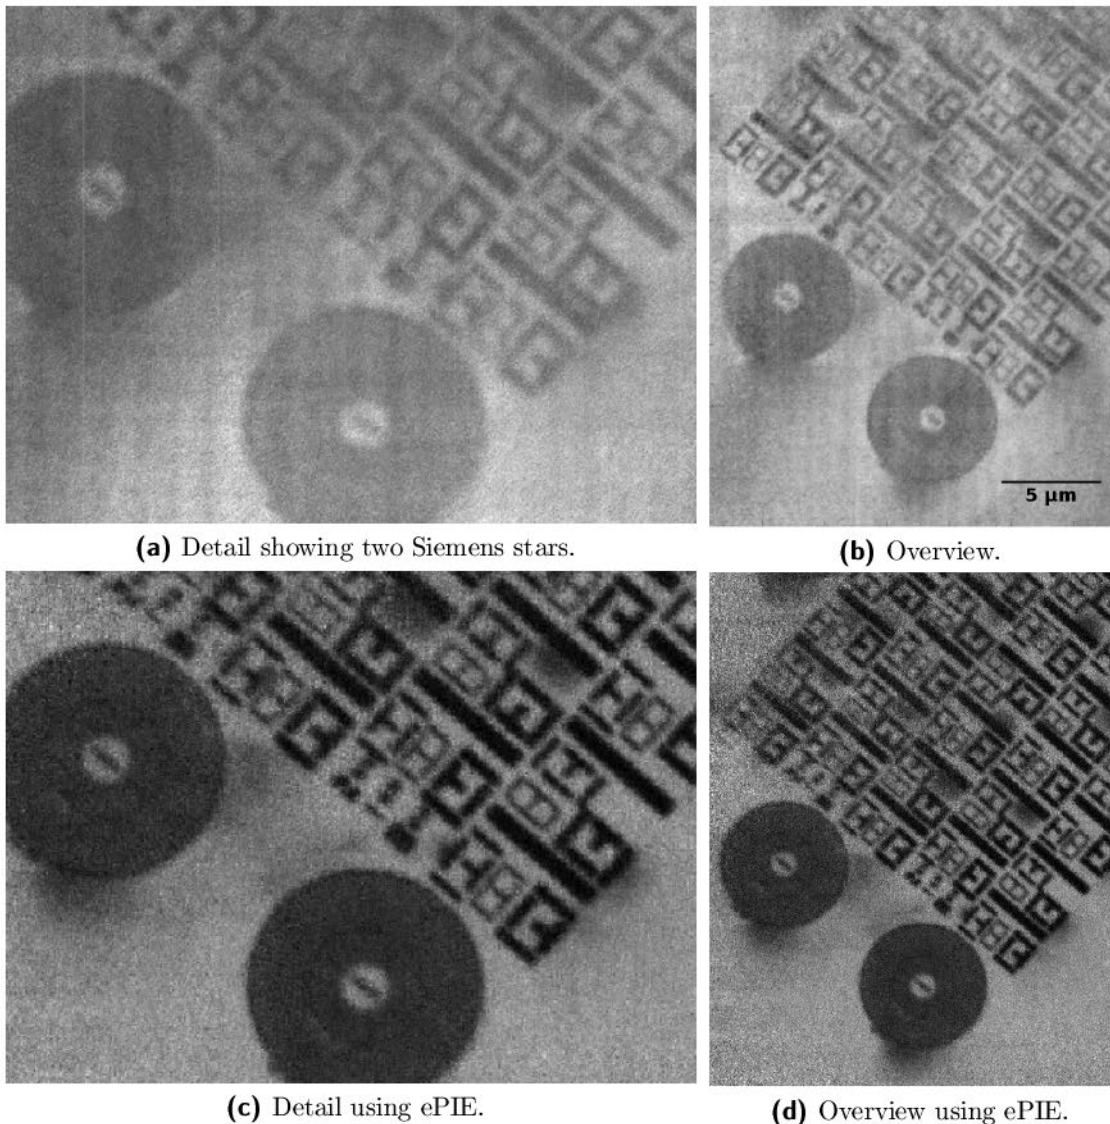 (a) Detail showing two Siemens stars.
5 µm
(b) Overview.
(c) Detail using ePIE.
(d) Overview using ePIE.